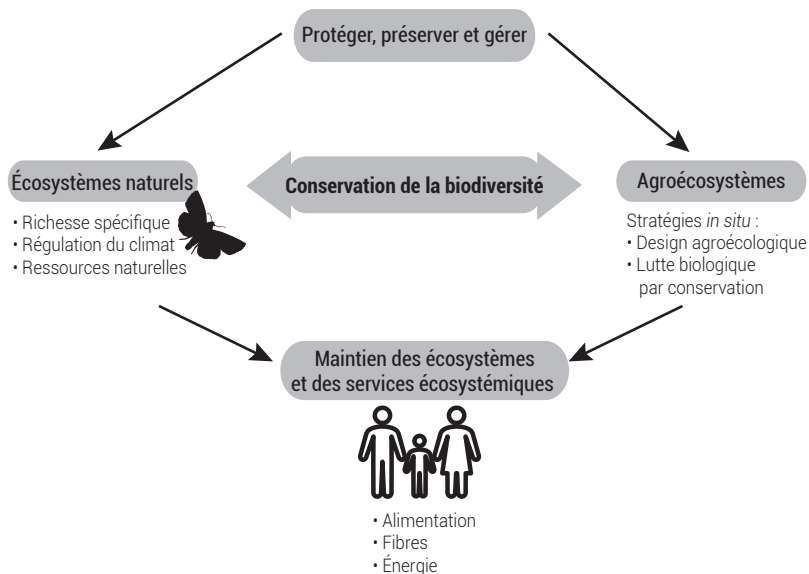 Protéger, préserver et gérer
Écosystèmes naturels
• Richesse spécifique
• Régulation du climat
• Ressources naturelles
Conservation de la biodiversité
Agroécosystèmes
Stratégies in situ :
• Design agroécologique
• Lutte biologique
par conservation
Maintien des écosystèmes
et des services écosystémiques
• Alimentation
• Fibres
• Énergie